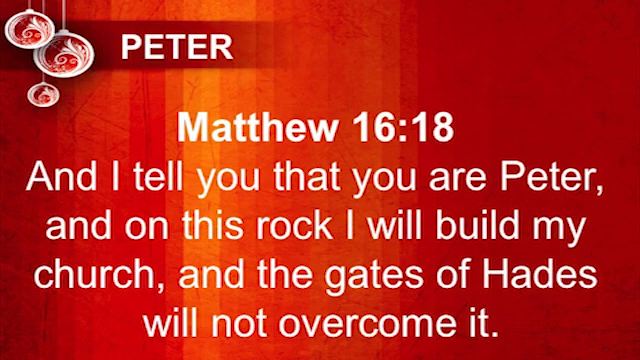 PETER
Matthew 16:18
And I tell you that you are Peter,
and on this rock I will build my
church, and the gates of Hades
will not overcome it.